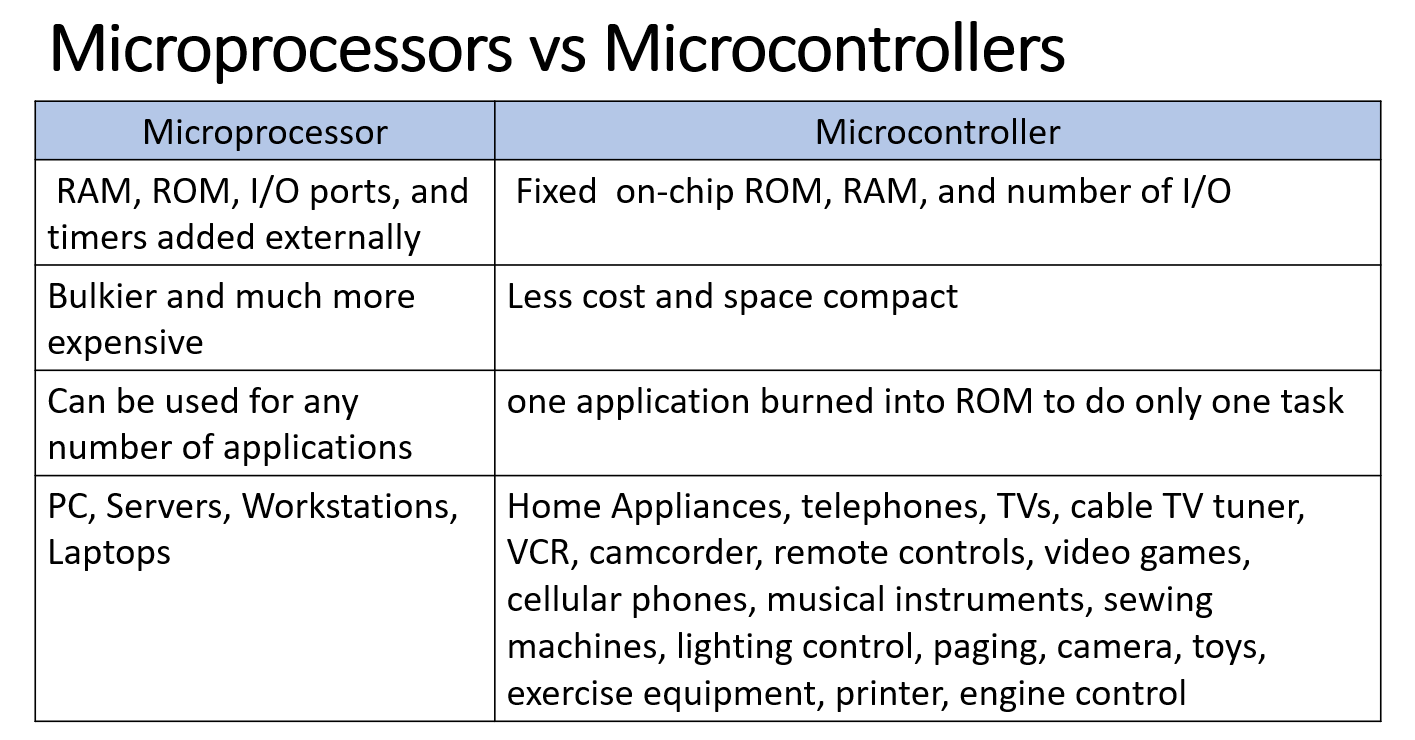 Microprocessors vs Microcontrollers
Microprocessor
Microcontroller
RAM, ROM, I/O ports, and
timers added externally
Fixed  on-chip ROM, RAM, and number of I/O
Bulkier and much more
expensive
Less cost and space compact
Can be used for any
number of applications
one application burned into ROM to do only one task
PC, Servers, Workstations,
Laptops
Home Appliances, telephones, TVs, cable TV tuner,
VCR, camcorder, remote controls, video games,
cellular phones, musical instruments, sewing
machines, lighting control, paging, camera, toys,
exercise equipment, printer, engine control